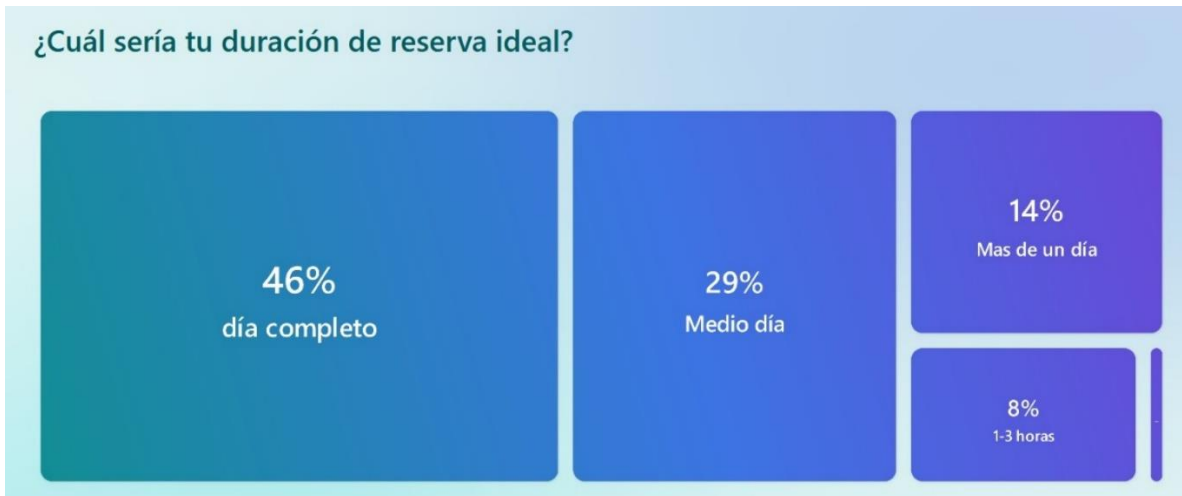 ¿Cuál sería tu duración de reserva ideal?
46%
día completo
29%
Medio día
14%
Mas de un día
8%
1-3 horas